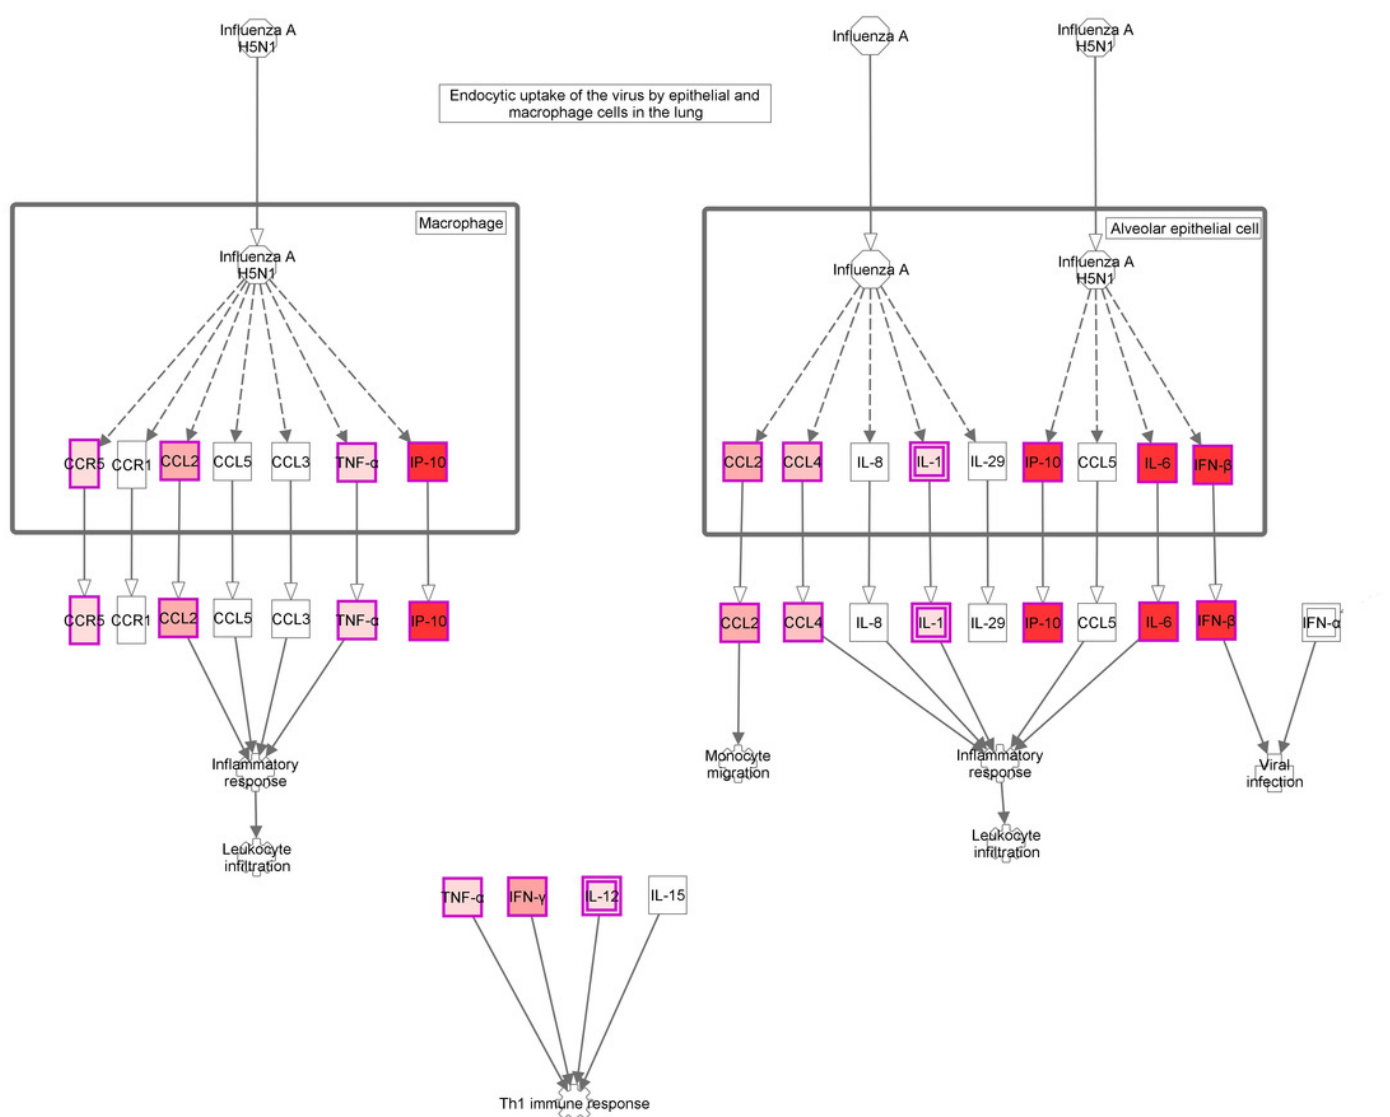 Influenza A
H5N1
Influenza A
Influenza A
H5N1
Endocytic uptake of the virus by epithelial and
macrophage cells in the lung
Macrophage
Alveolar epithelial cell
Influenza A
H5N1
Influenza A
Influenza A
H5N1
CCR5
CCR1
CCL2
CCL5
CCL3
TNF-α
IP-10
CCL2
CCL4
IL-8
IL-1
IL-29
IP-10
CCL5
IL-6
IFN-β
CCR5
CCR1
CCL2
CCL5
CCL3
TNF-α
IP-10
CCL2
CCL4
IL-8
IL-1
IL-29
IP-10
CCL5
IL-6
IFN-β
IFN-α
Inflammatory
response
Monocyte
migration
Inflammatory
response
Viral
infection
Leukocyte
infiltration
Leukocyte
infiltration
TNF-α
IFN-γ
IL-12
IL-15
Th1 immune response